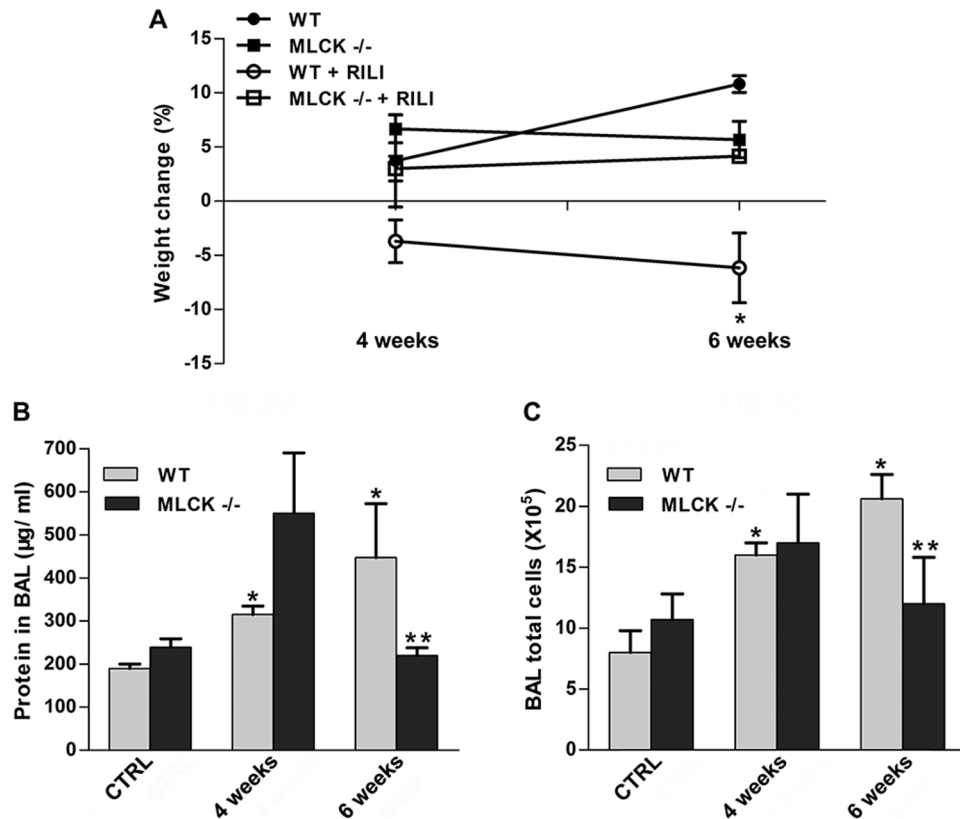 A
WT
MLCK -/-
WT + RILI
MLCK -/- + RILI
Weight change (%)
15
10
5
0
-5
-10
-15
*
4 weeks
6 weeks
B
WT
MLCK -/-
Protein in BAL (µg/ ml)
700
600
500
400
300
200
100
0
*
*
**
CTRL
4 weeks
6 weeks
C
WT
MLCK -/-
BAL total cells (X10⁵)
25
20
15
10
5
0
*
*
**
CTRL
4 weeks
6 weeks